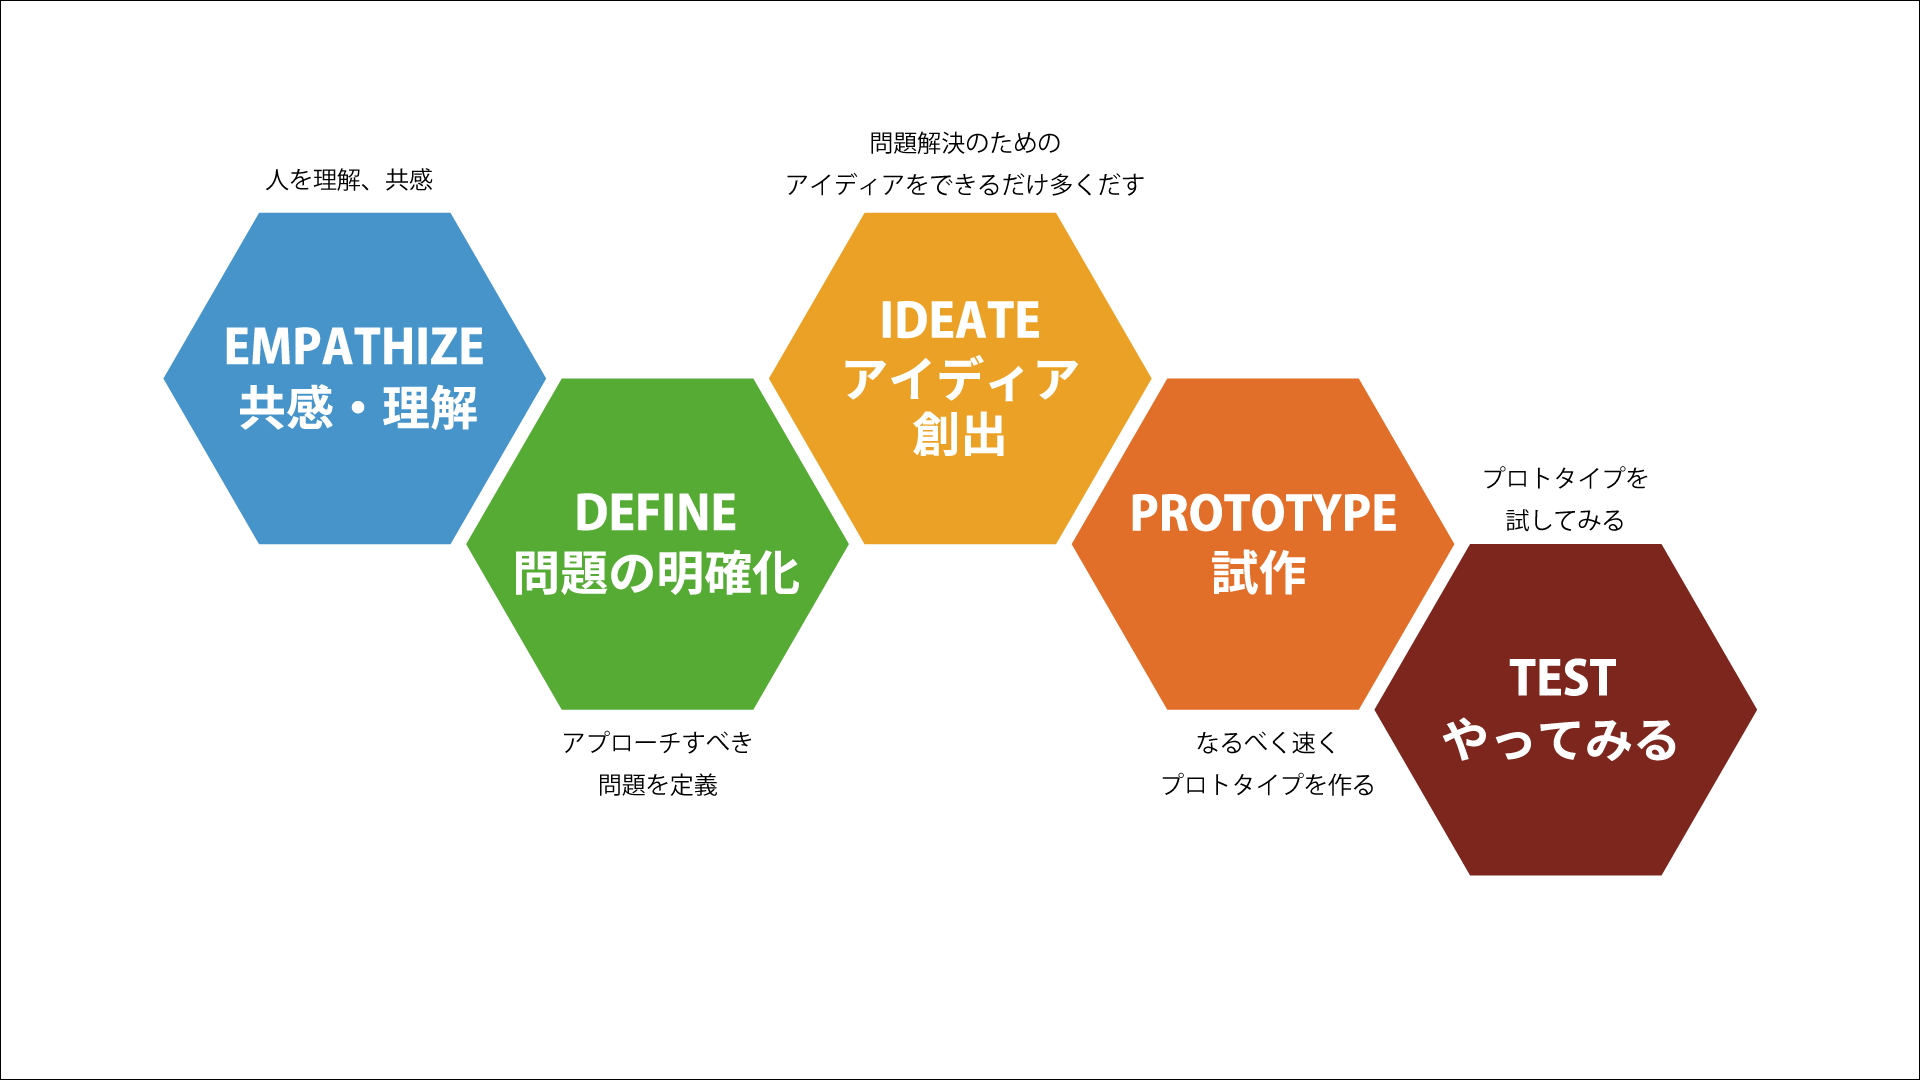 人を理解、共感
EMPATHIZE
共感・理解
DEFINE
問題の明確化
アプローチすべき
問題を定義
問題解決のための
アイディアをできるだけ多くだす
IDEATE
アイディア
創出
PROTOTYPE
試作
なるべく速く
プロトタイプを作る
プロトタイプを
試してみる
TEST
やってみる